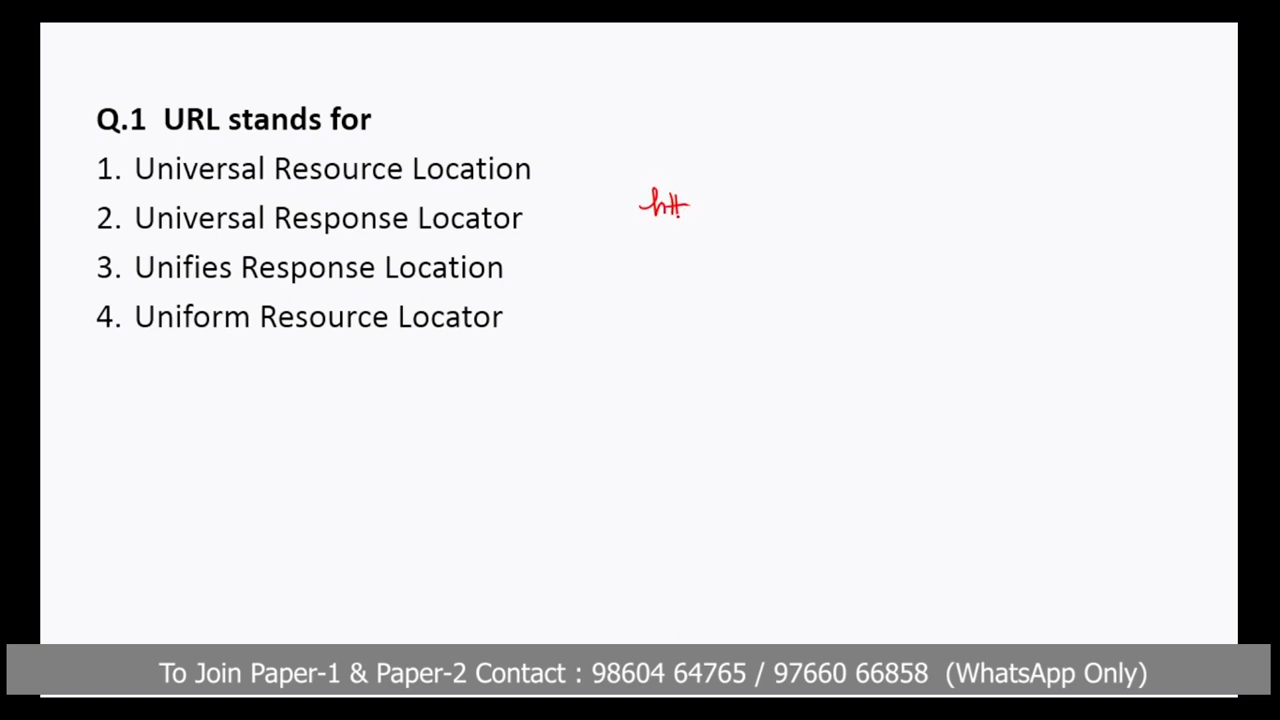 Q.1 URL stands for
1. Universal Resource Location
2. Universal Response Locator
htt
3. Unifies Response Location
4. Uniform Resource Locator
To Join Paper-1 & Paper-2 Contact : 98604 64765 / 97660 66858 (WhatsApp Only)